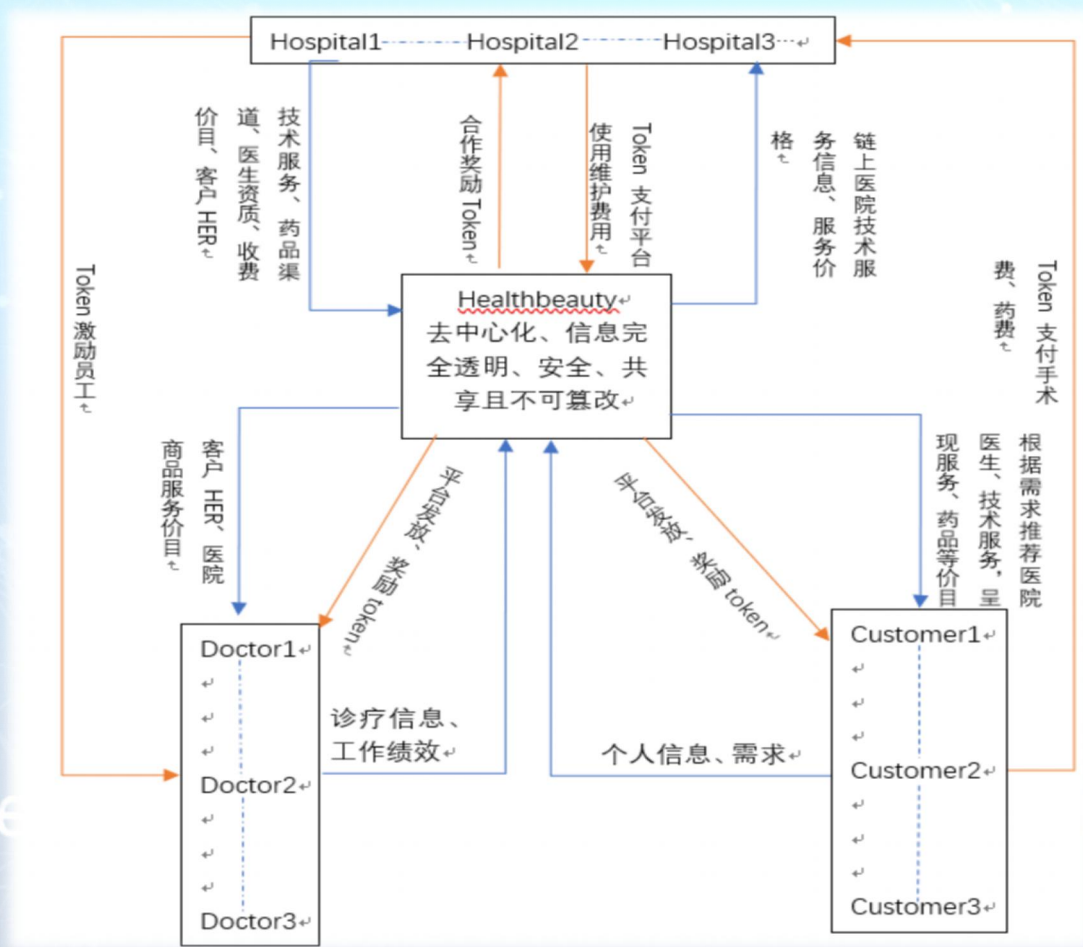 Hospital1 Hospital2 Hospital3
技术服务、药品渠
道、医生资质、收费
价目、客户 HER
合作奖励 Token
Token 支付平台
使用维护费用
链上医院技术服
务信息、服务价
格
Token 激励员工
Token 支付手术
费、药费
Healthbeauty
去中心化、信息完
全透明、安全、共
享且不可篡改
客户 HER、医院
商品服务价目
平台发放、奖励 token
平台发放、奖励 token
根据需求推荐医院
医生、技术服务，呈
现服务、药品等价目
Doctor1
Doctor2
Doctor3
诊疗信息、
工作绩效
个人信息、需求
Customer1
Customer2
Customer3